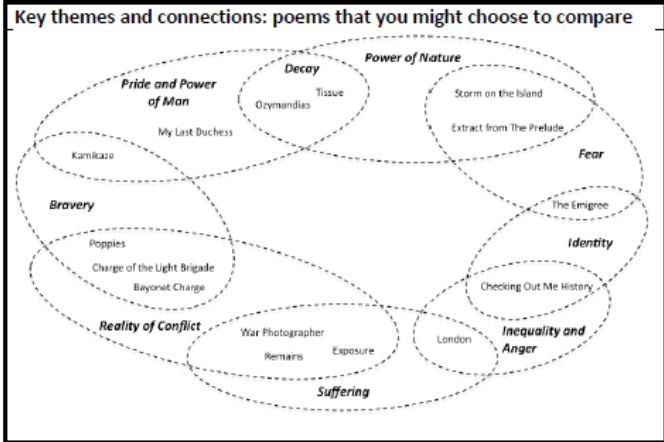 Key themes and connections: poems that you might choose to compare
Power of Nature
Decay
Pride and Power
of Man
Tissue
Ozymandias
Storm on the Island
My Last Duchess
Extract from The Prelude
Kamikaze
Fear
Bravery
The Emigree
Poppies
Identity
Charge of the Light Brigade
Bayonet Charge
Checking Out Me History
Reality of Conflict
War Photographer
Remains
Exposure
London
Inequality and
Anger
Suffering